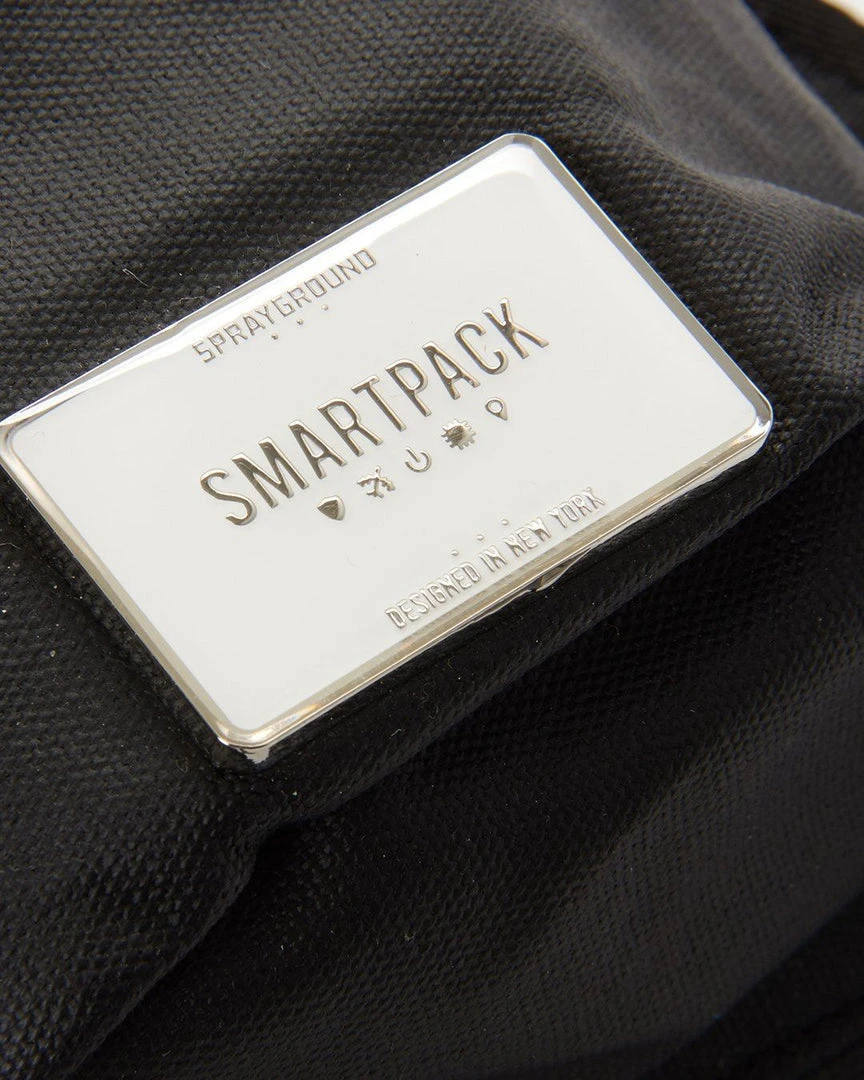 SPRAYGROUND
SMARTPACK
DESIGNED IN NEW YORK